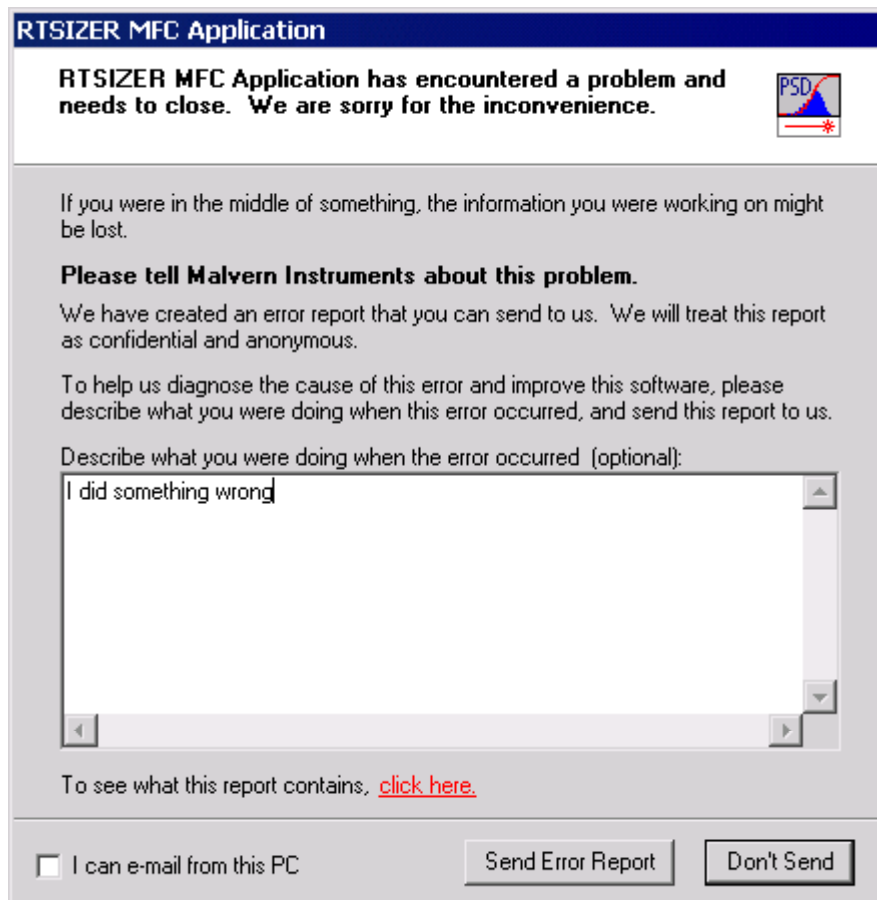 RTSIZER MFC Application
RTSIZER MFC Application has encountered a problem and
needs to close. We are sorry for the inconvenience.
PSD
If you were in the middle of something, the information you were working on might
be lost.
Please tell Malvern Instruments about this problem.
We have created an error report that you can send to us. We will treat this report
as confidential and anonymous.
To help us diagnose the cause of this error and improve this software, please
describe what you were doing when this error occurred, and send this report to us.
Describe what you were doing when the error occurred (optional):
I did something wrong
To see what this report contains, click here.
I can e-mail from this PC
Send Error Report
Don't Send